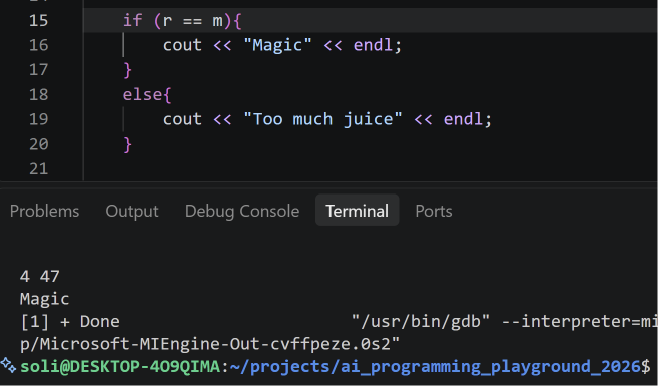 15 if (r == m){
16 cout << "Magic" << endl;
17 }
18 else{
19 cout << "Too much juice" << endl;
20 }
21
Problems Output Debug Console Terminal Ports
4 47
Magic
[1] + Done "/usr/bin/gdb" --interpreter=mi
p/Microsoft-MIEngine-Out-cvffpeze.0s2"
soli@DESKTOP-4O9QIMA:~/projects/ai_programming_playground_2026$